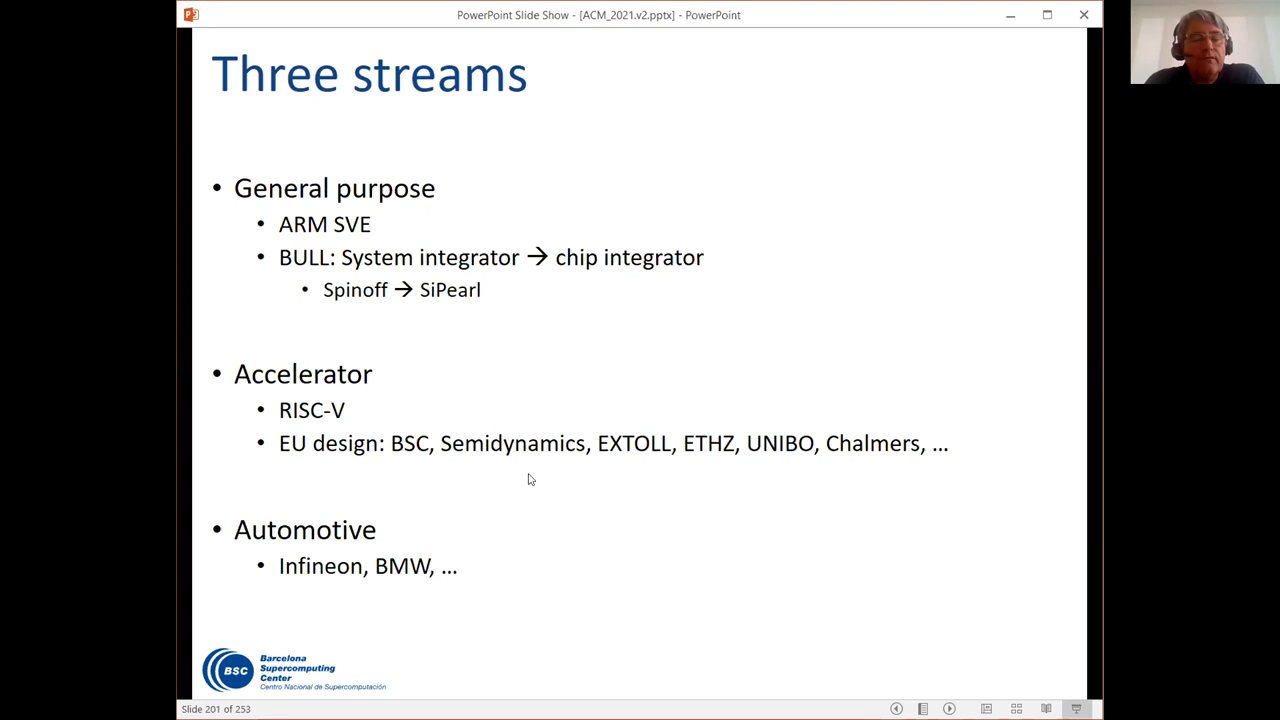 PowerPoint Slide Show - [ACM_2021.v2.pptx] - PowerPoint
Three streams
• General purpose
• ARM SVE
• BULL: System integrator → chip integrator
• Spinoff → SiPearl
• Accelerator
• RISC-V
• EU design: BSC, Semidynamics, EXTOLL, ETHZ, UNIBO, Chalmers, …
• Automotive
• Infineon, BMW, …
BSC
Barcelona
Supercomputing
Center
Centro Nacional de Supercomputación
Slide 201 of 253